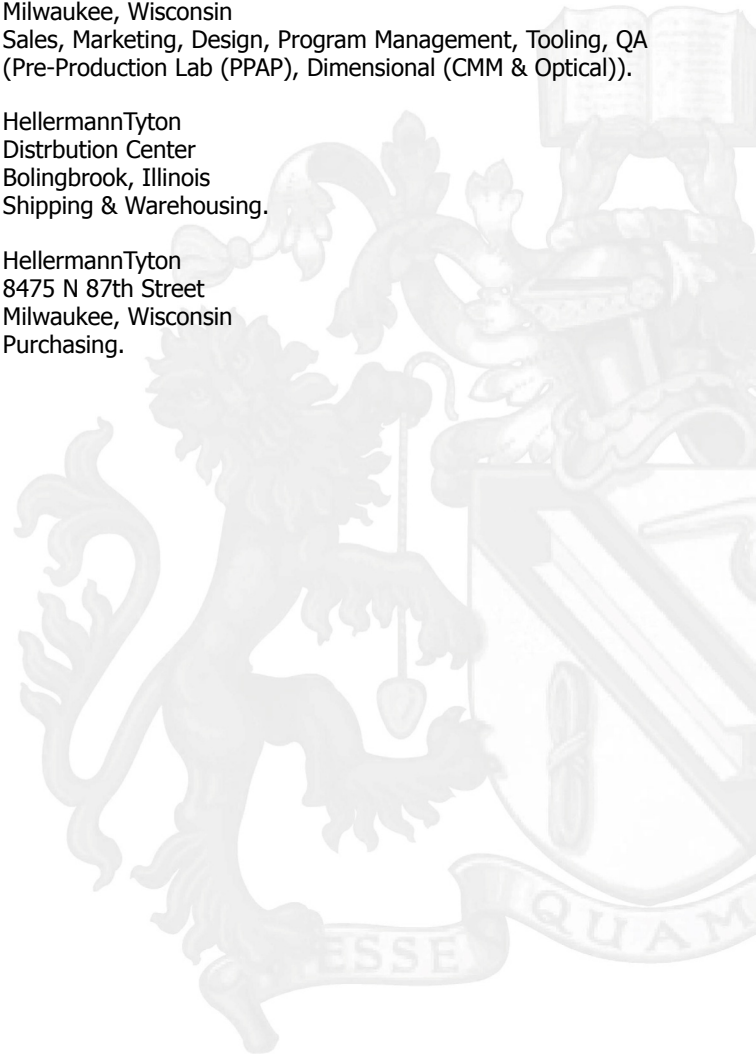 Milwaukee, Wisconsin
Sales, Marketing, Design, Program Management, Tooling, QA
(Pre-Production Lab (PPAP), Dimensional (CMM & Optical)).
HellermannTyton
Distrbution Center
Bolingbrook, Illinois
Shipping & Warehousing.
HellermannTyton
8475 N 87th Street
Milwaukee, Wisconsin
Purchasing.
ESSE QUAM